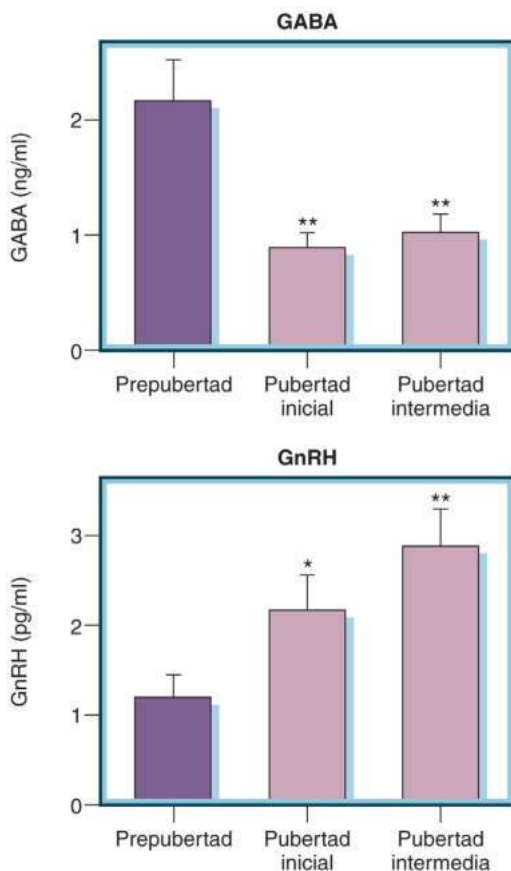 GABA
GABA (ng/ml)
2
1
0
**
**
Prepubertad
Pubertad
inicial
Pubertad
intermedia
GnRH
GnRH (pg/ml)
3
2
1
0
*
**
Prepubertad
Pubertad
inicial
Pubertad
intermedia